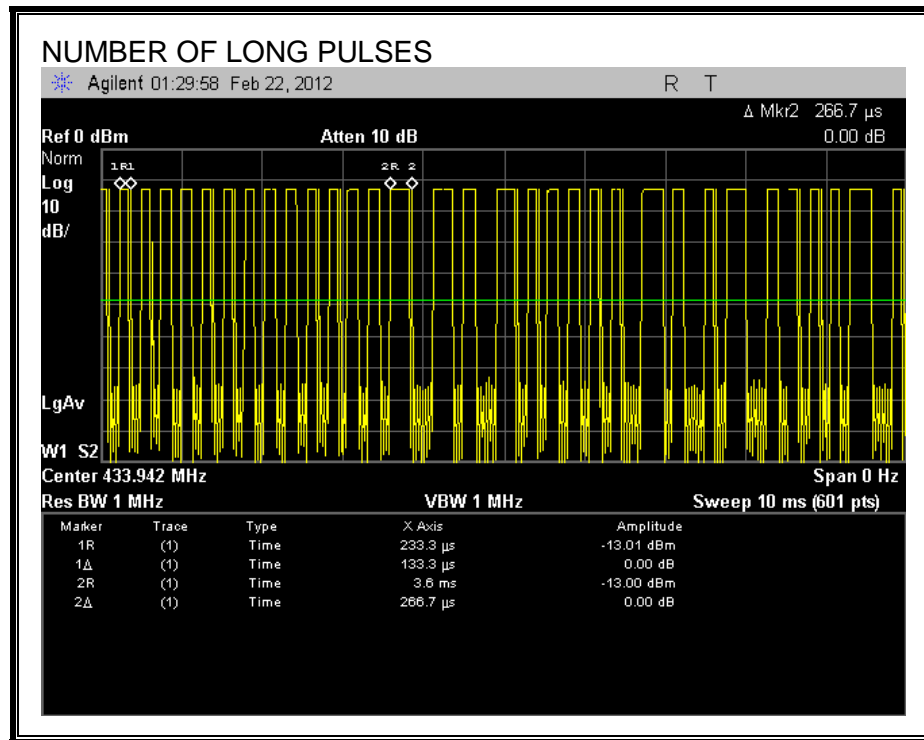 NUMBER OF LONG PULSES
Agilent 01:29:58 Feb 22, 2012 R T
Δ Mkr2 266.7 µs
Ref 0 dBm Atten 10 dB 0.00 dB
Norm
Log
10
dB/
1R1 2R 2
LgAv
W1 S2
Center 433.942 MHz Span 0 Hz
Res BW 1 MHz VBW 1 MHz Sweep 10 ms (601 pts)
Marker Trace Type X Axis Amplitude
1R (1) Time 233.3 µs -13.01 dBm
1Δ (1) Time 133.3 µs 0.00 dB
2R (1) Time 3.6 ms -13.00 dBm
2Δ (1) Time 266.7 µs 0.00 dB